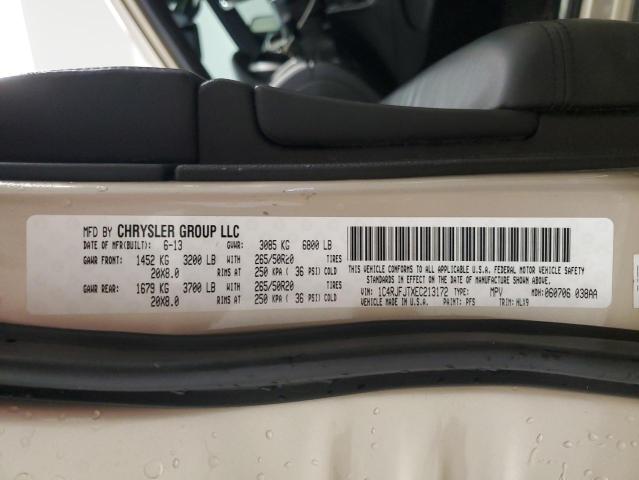 MFD BY CHRYSLER GROUP LLC
DATE OF MFR(BUILT): 6-13 GVWR: 3085 KG 6800 LB
GAWR FRONT: 1452 KG 3200 LB WITH 265/50R20 TIRES
20X8.0 RIMS AT 250 KPA ( 36 PSI) COLD
GAWR REAR: 1679 KG 3700 LB WITH 265/50R20 TIRES
20X8.0 RIMS AT 250 KPA ( 36 PSI) COLD
THIS VEHICLE CONFORMS TO ALL APPLICABLE U.S.A. FEDERAL MOTOR VEHICLE SAFETY
STANDARDS IN EFFECT ON THE DATE OF MANUFACTURE SHOWN ABOVE.
VIN: 1C4RJFJTXEC213172 TYPE: MPV MDH:060706 038AA
VEHICLE MADE IN U.S.A. PAINT: PFS TRIM: HLX9